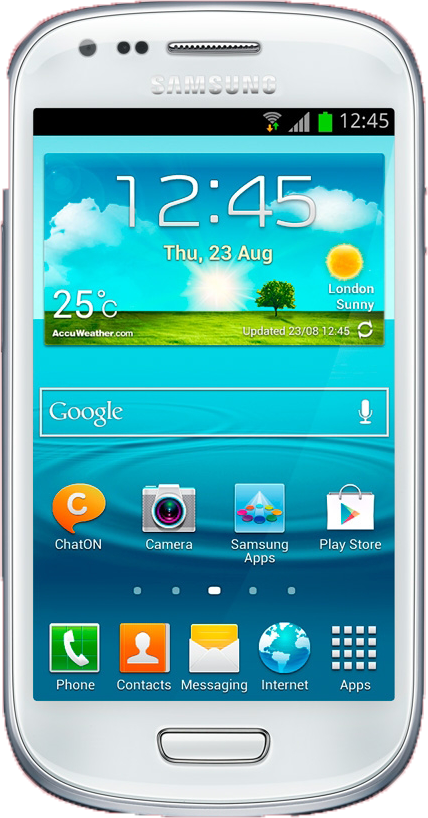 SAMSUNG
12:45
12:45
Thu, 23 Aug
London
Sunny
25°C
AccuWeather.com
Updated 23/08 12:45
Google
C
ChatON
Camera
Samsung
Apps
Play Store
Phone
Contacts
Messaging
Internet
Apps